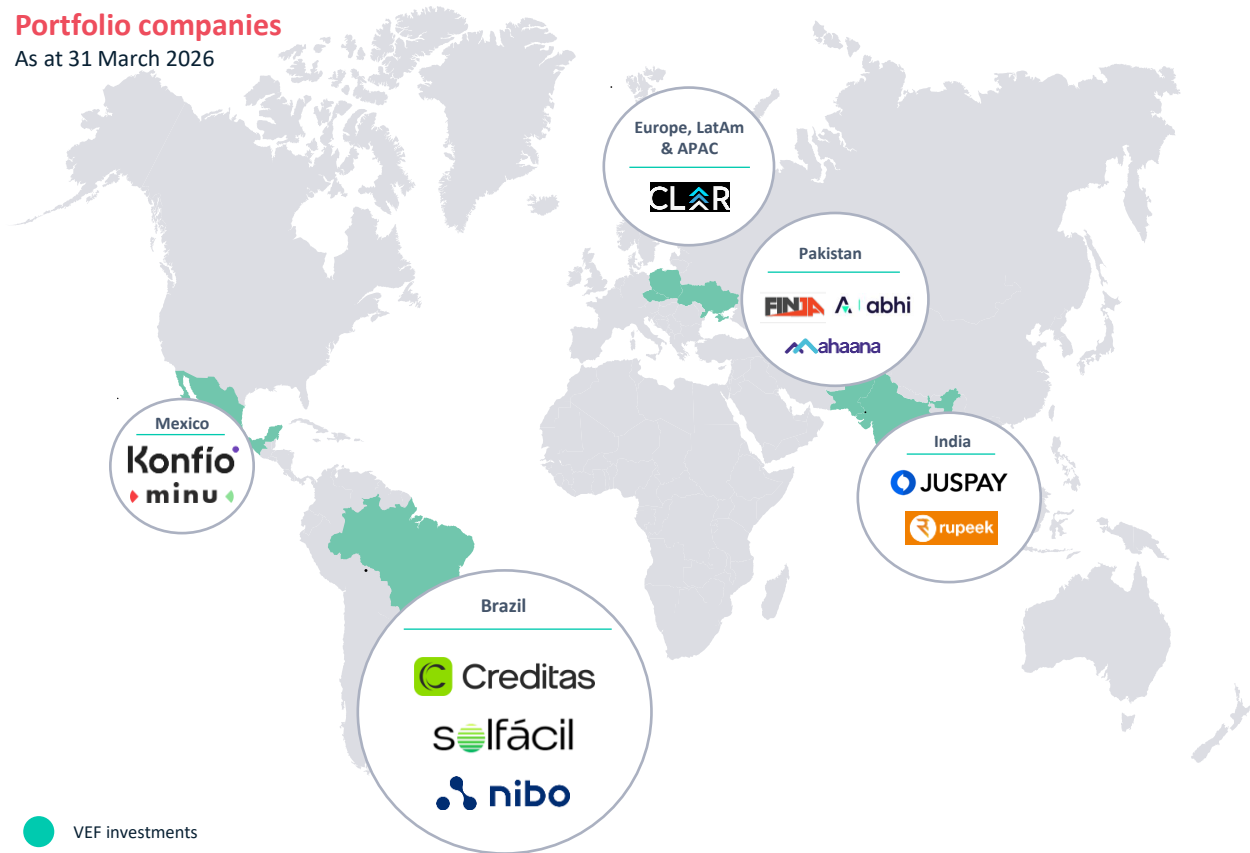 Portfolio companies
As at 31 March 2026
Europe, LatAm
& APAC
CLAR
Pakistan
FINJA
abhi
mahaana
Mexico
Konfío
minu
India
JUSPAY
rupeek
Brazil
Creditas
solfácil
nibo
VEF investments